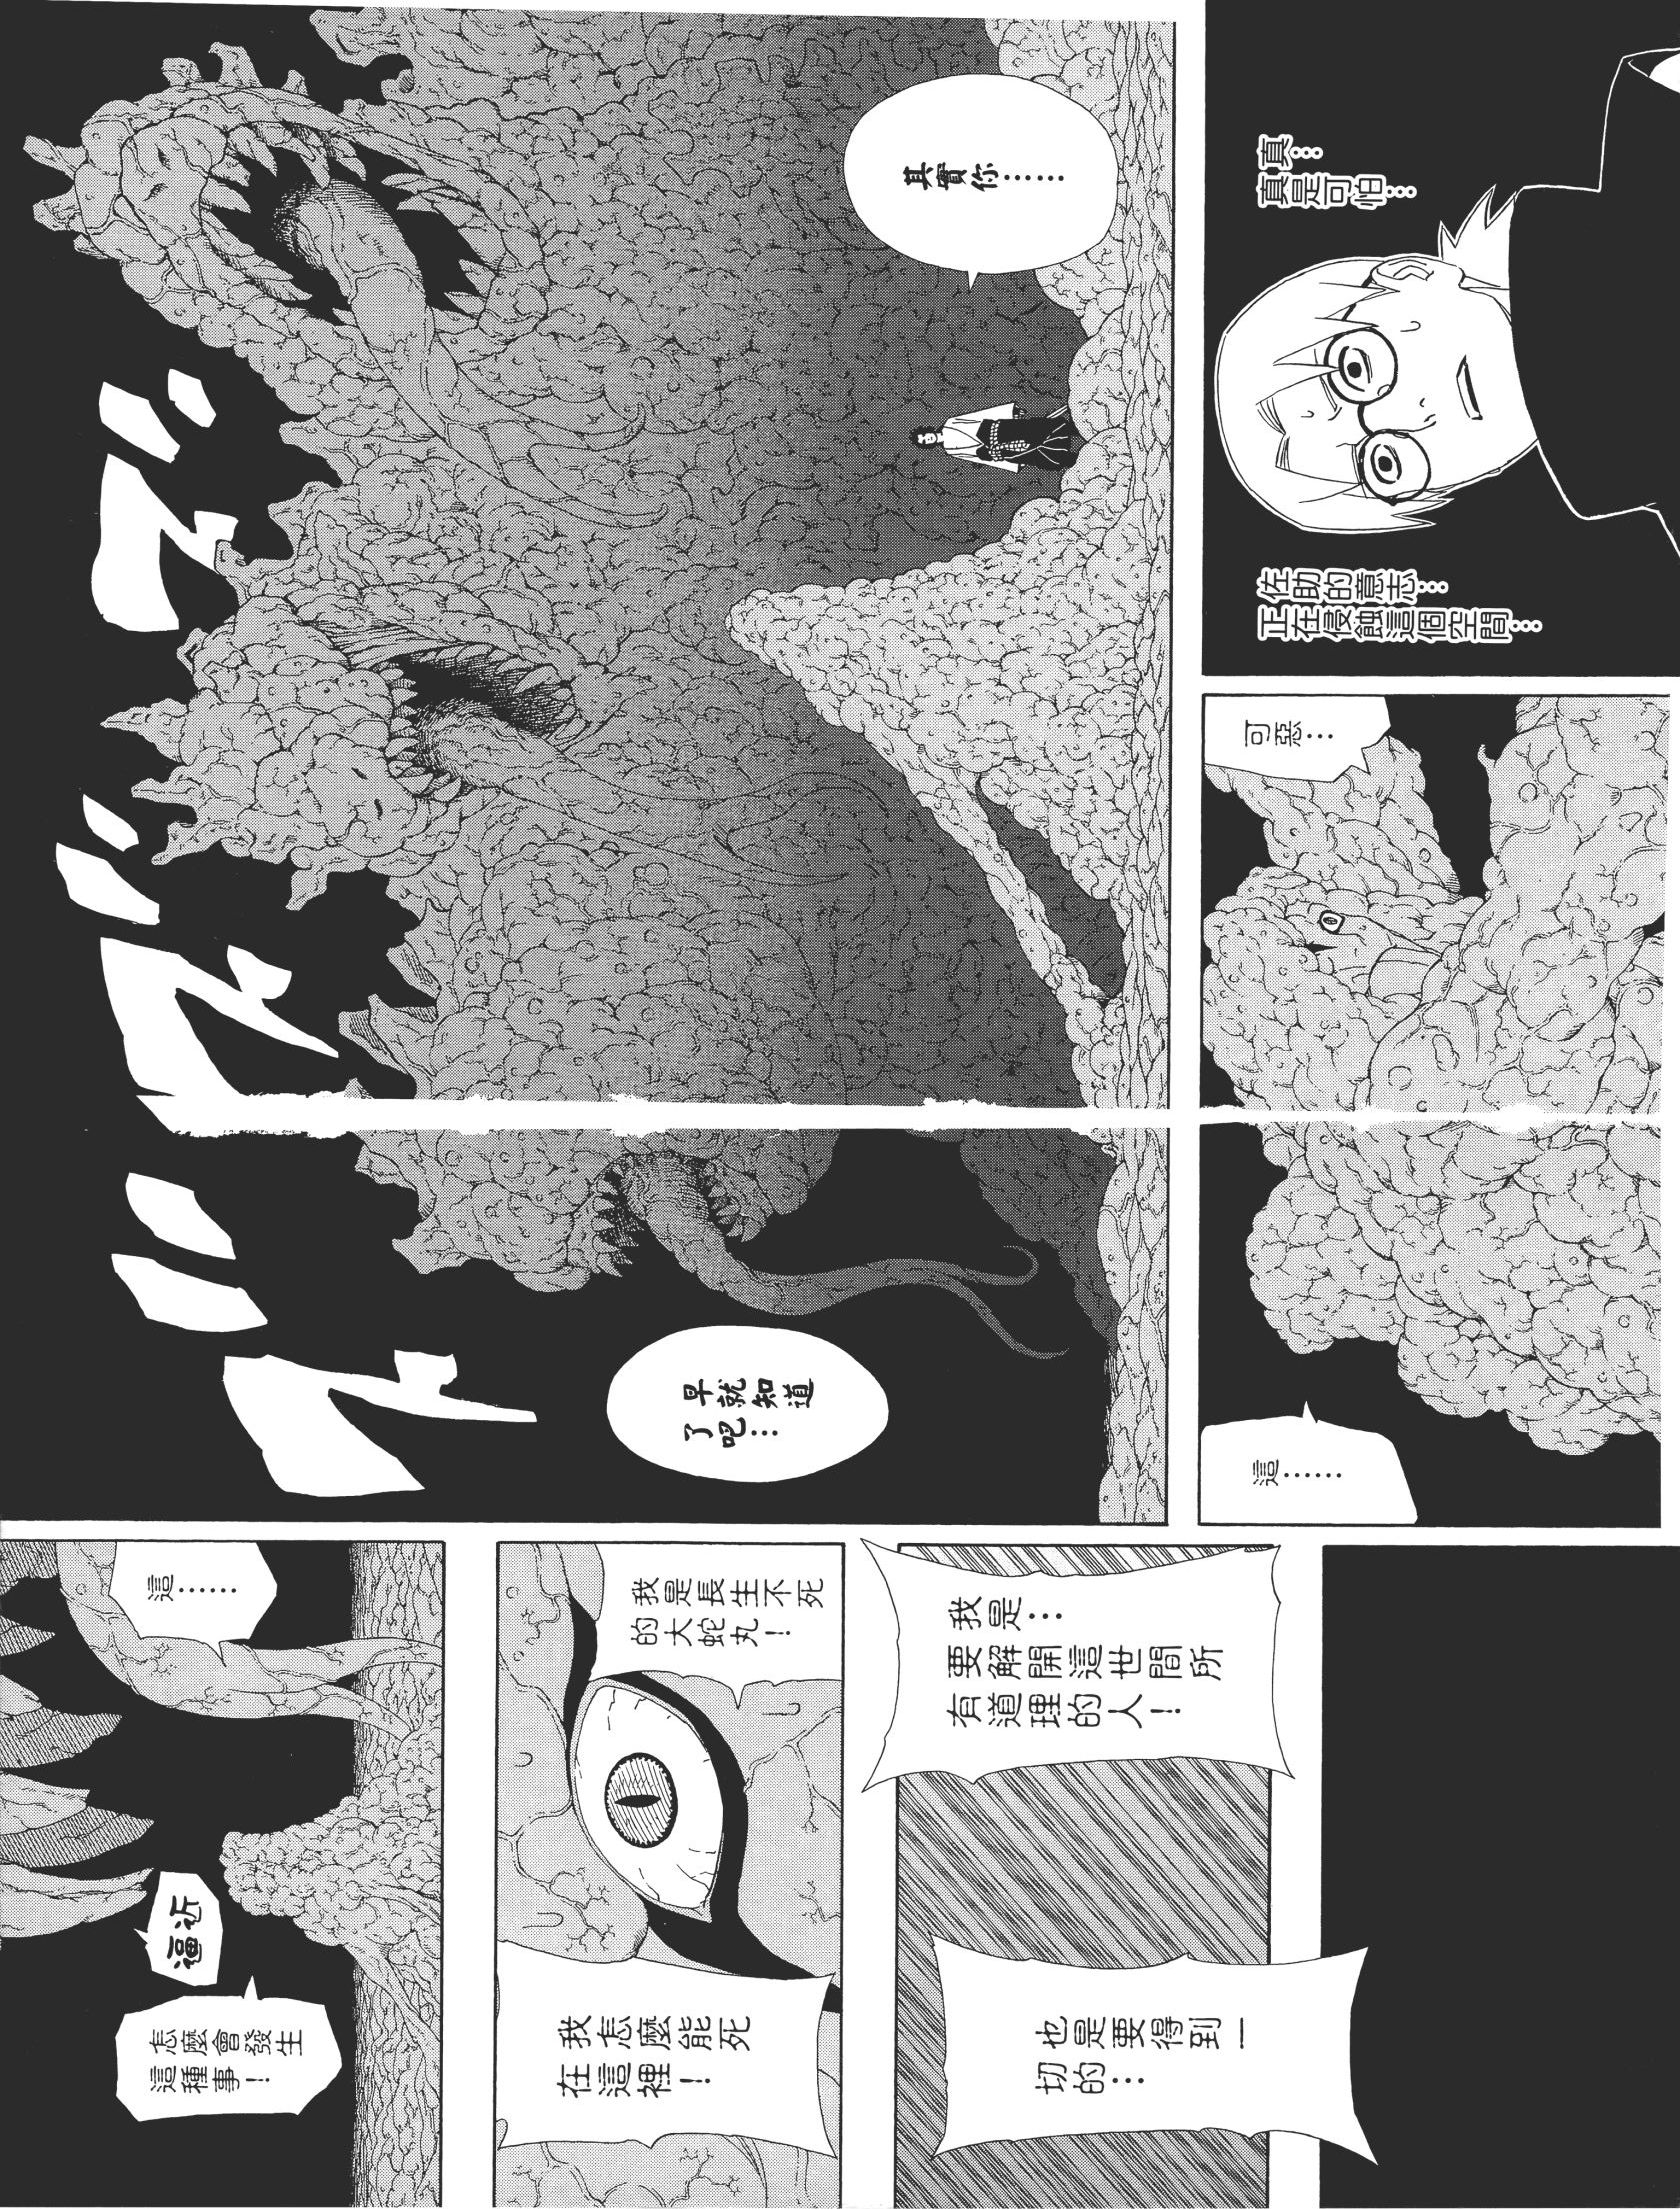 其實你……
早就知道
了吧…
ズズズ
真…
真是可怕…
佐助的意志…
正在侵蝕這個空間…
可惡…
這……
這……
逼近
怎麼會發生
這種事!
我是長生不死
的大蛇丸!
我怎麼能死
在這裡!
我是…
要解開這世間所
有道理的人!
也是要得到一
切的…